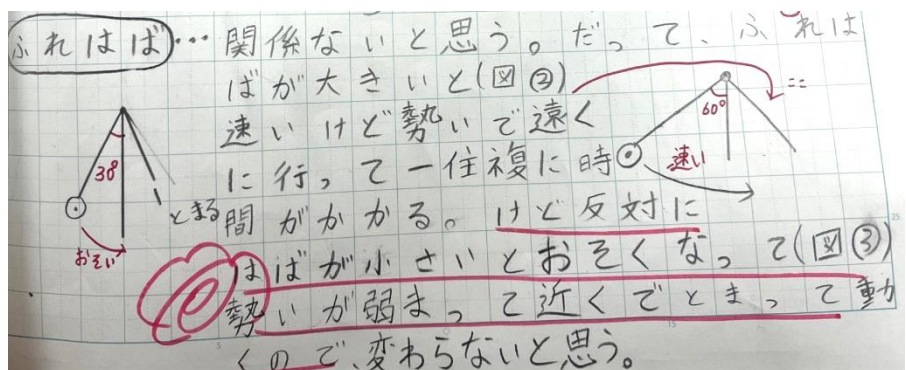 ふれはば…関係ないと思う。だって、ふれは
ばが大きいと(図②)
速いけど勢いで遠く
に行って一住複に時
間がかかる。けど反対に
はばが小さいとおそくなって(図③)
勢いが弱まって近くでとまって動
くので、変わらないと思う。
30°
とまる
おそい
60°
ここ
速い